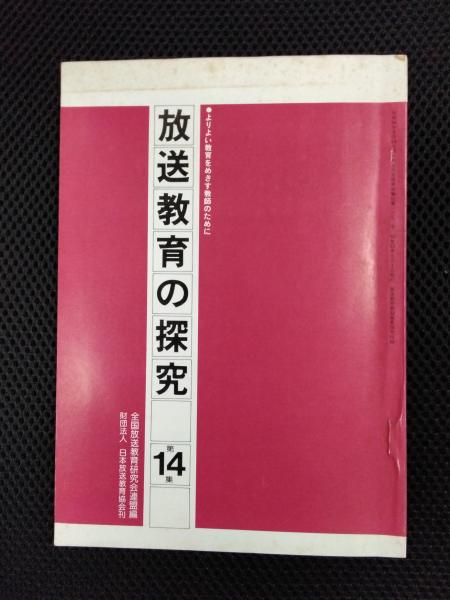 ●よりよい教育をめざす教師のために
放送教育の探究
第
14
集
全国放送教育研究会連盟編
財団法人 日本放送教育協会刊